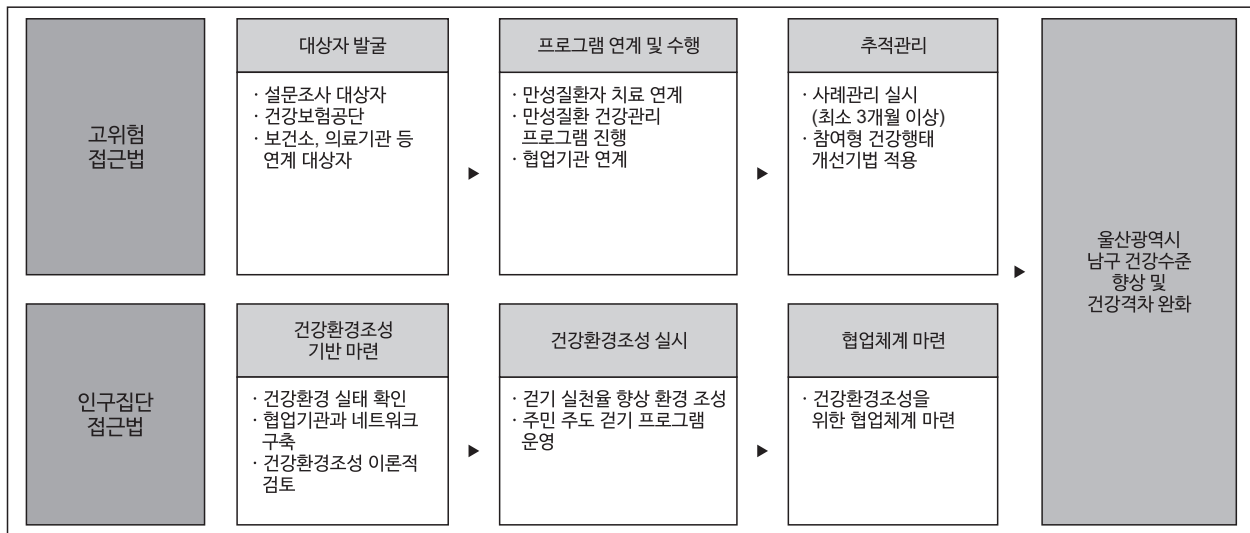 고위험
접근법
대상자 발굴
· 설문조사 대상자
· 건강보험공단
· 보건소, 의료기관 등
연계 대상자
▶
프로그램 연계 및 수행
· 만성질환자 치료 연계
· 만성질환 건강관리
프로그램 진행
· 협업기관 연계
▶
추적관리
· 사례관리 실시
(최소 3개월 이상)
· 참여형 건강행태
개선기법 적용
인구집단
접근법
건강환경조성
기반 마련
· 건강환경 실태 확인
· 협업기관과 네트워크
구축
· 건강환경조성 이론적
검토
▶
건강환경조성 실시
· 걷기 실천율 향상 환경 조성
· 주민 주도 걷기 프로그램
운영
▶
협업체계 마련
· 건강환경조성을
위한 협업체계 마련
▶
울산광역시
남구 건강수준
향상 및
건강격차 완화